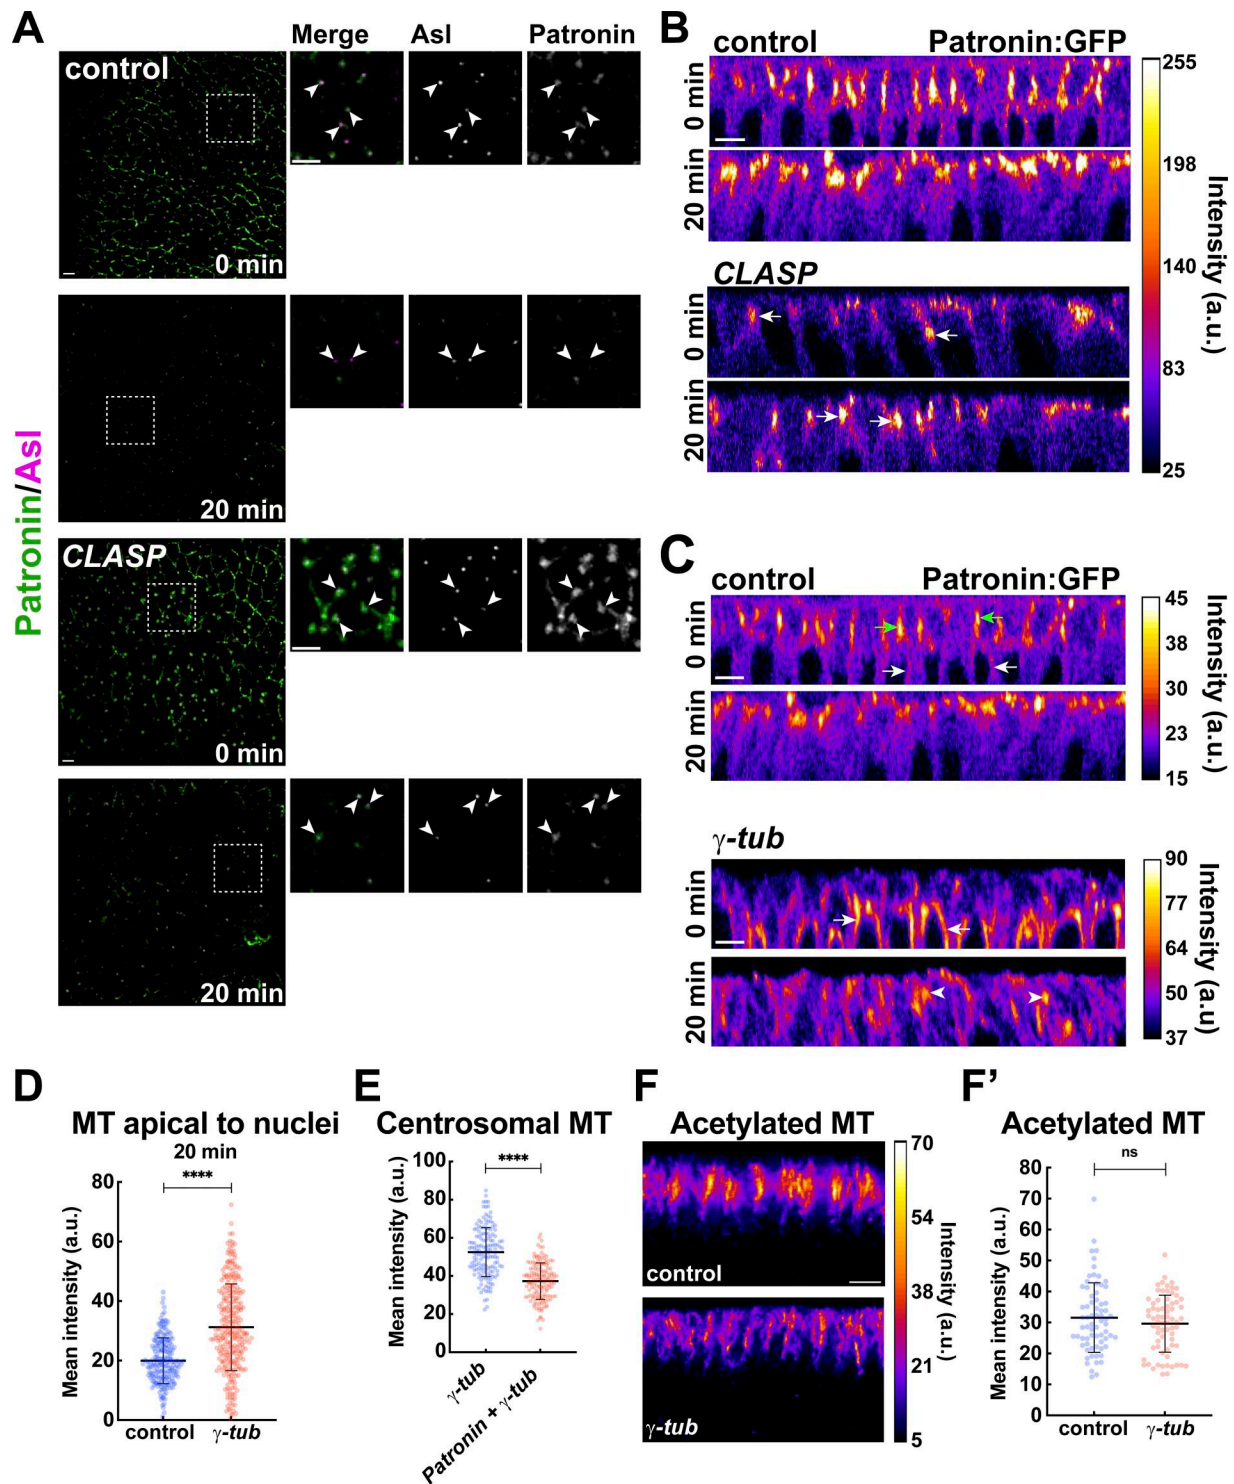 A
Merge
Asl
Patronin
control
0 min
20 min
CLASP
0 min
20 min
Patronin/Asl
B
control
Patronin:GFP
0 min
20 min
CLASP
0 min
20 min
255
198
140
83
25
Intensity (a.u.)
C
control
Patronin:GFP
0 min
20 min
45
38
30
23
15
Intensity (a.u.)
γ-tub
0 min
20 min
90
77
64
50
37
Intensity (a.u)
D
MT apical to nuclei
20 min
****
Mean intensity (a.u.)
80
60
40
20
0
control
γ-tub
E
Centrosomal MT
****
Mean intensity (a.u.)
100
80
60
40
20
0
γ-tub
Patronin + γ-tub
F
Acetylated MT
control
γ-tub
70
54
38
21
5
Intensity (a.u.)
F’
Acetylated MT
ns
Mean intensity (a.u.)
80
70
60
50
40
30
20
10
0
control
γ-tub